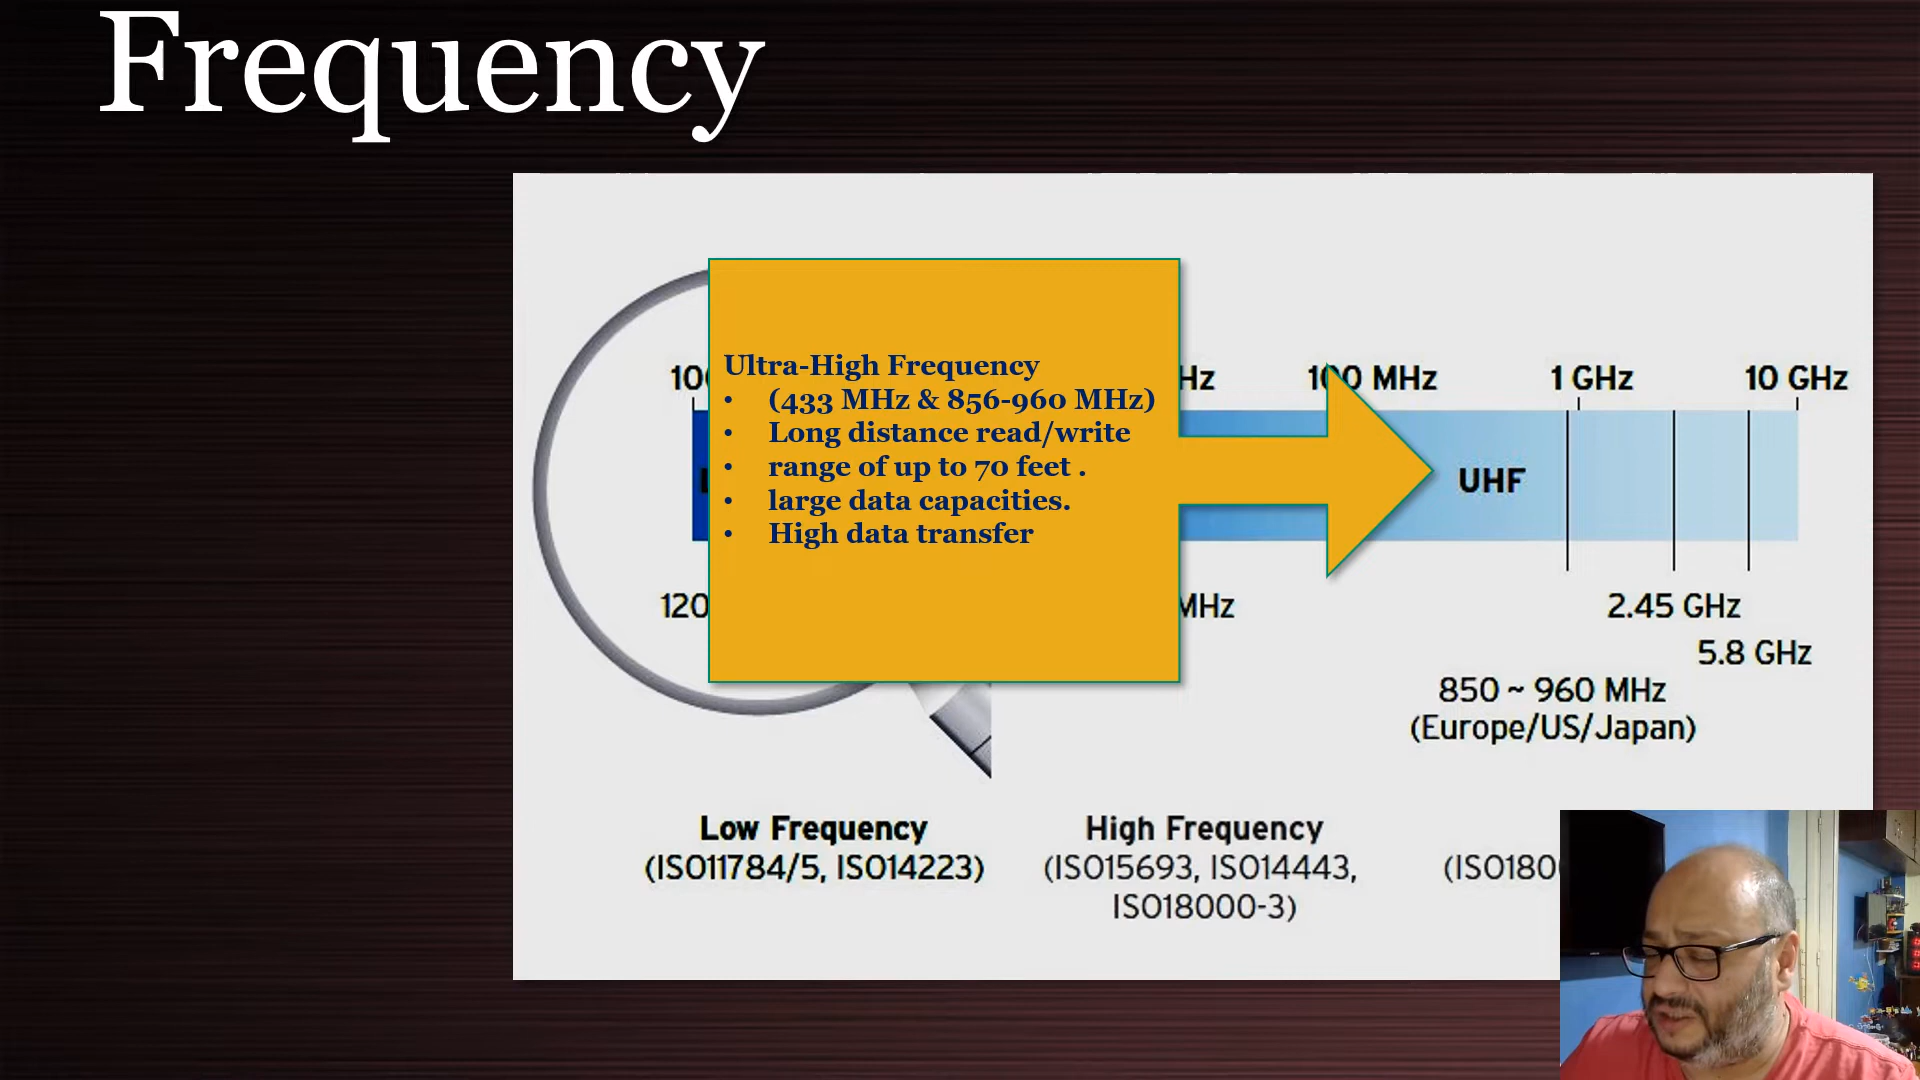 Frequency
Ultra-High Frequency
• (433 MHz & 856-960 MHz)
• Long distance read/write
• range of up to 70 feet .
• large data capacities.
• High data transfer
100 MHz
1 GHz
10 GHz
UHF
120
MHz
2.45 GHz
5.8 GHz
850 ~ 960 MHz
(Europe/US/Japan)
Low Frequency
(ISO11784/5, ISO14223)
High Frequency
(ISO15693, ISO14443,
ISO18000-3)
(ISO180